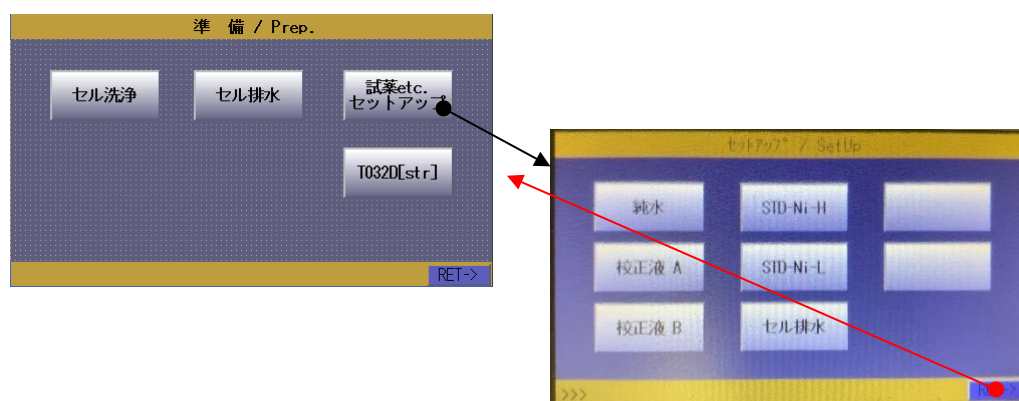 準 備 / Prep.
セル洗浄
セル排水
試薬etc.
セットアップ
T032D[str]
RET->
セットアップ / SetUp
純水
STD-Ni-H
校正液 A
STD-Ni-L
校正液 B
セル排水
>>>